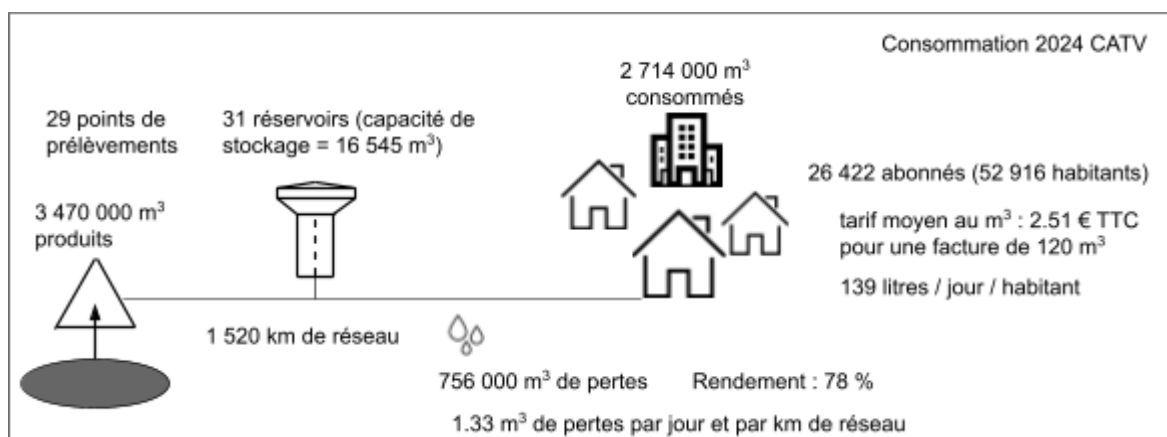 Consommation 2024 CATV
2 714 000 m³
consommés
29 points de
prélèvements
31 réservoirs (capacité de
stockage = 16 545 m³)
26 422 abonnés (52 916 habitants)
3 470 000 m³
produits
tarif moyen au m³ : 2.51 € TTC
pour une facture de 120 m³
139 litres / jour / habitant
1 520 km de réseau
756 000 m³ de pertes
Rendement : 78 %
1.33 m³ de pertes par jour et par km de réseau